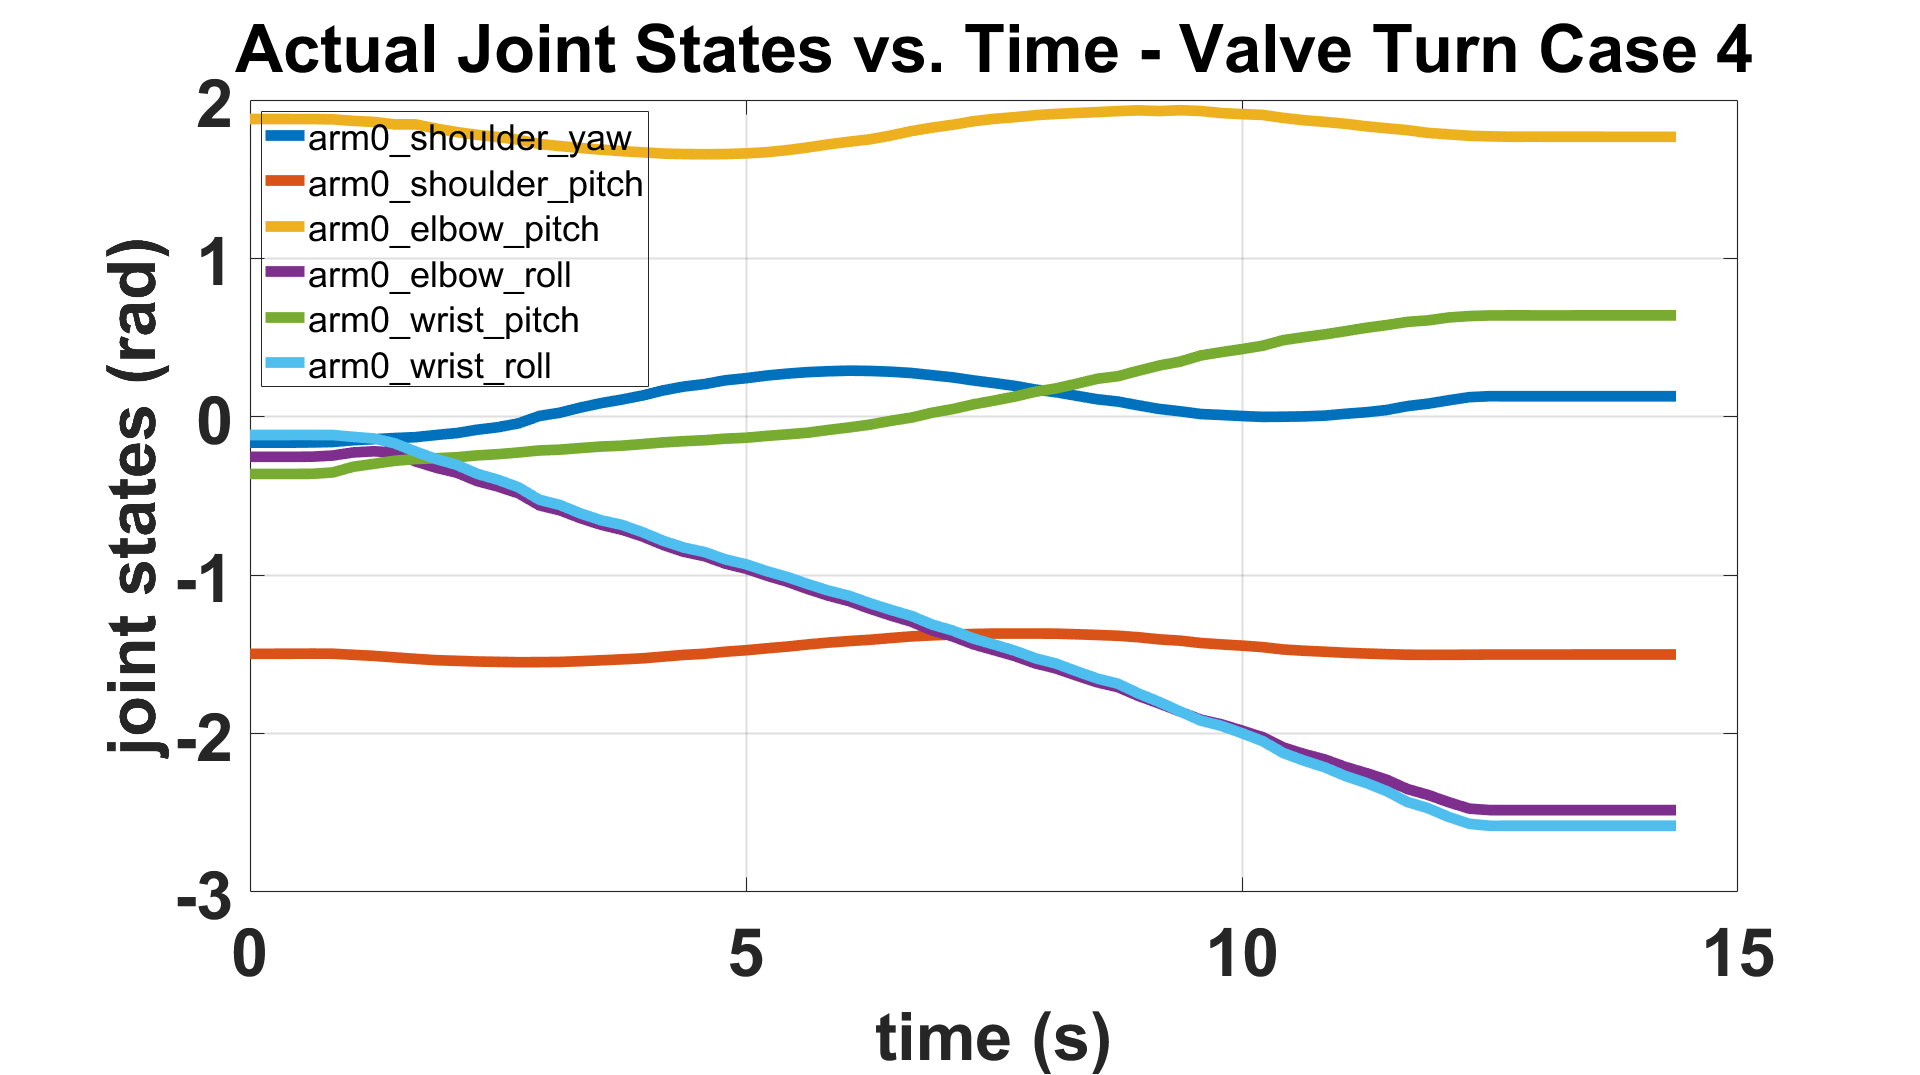 Actual Joint States vs. Time - Valve Turn Case 4
2
1
0
-1
-2
-3
joint states (rad)
arm0_shoulder_yaw
arm0_shoulder_pitch
arm0_elbow_pitch
arm0_elbow_roll
arm0_wrist_pitch
arm0_wrist_roll
0 5 10 15
time (s)